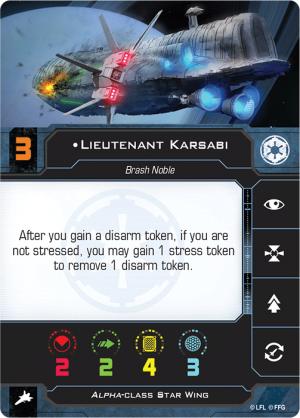 3
•Lieutenant Karsabi
Brash Noble
After you gain a disarm token, if you are
not stressed, you may gain 1 stress token
to remove 1 disarm token.
2 2 4 3
Alpha-class Star Wing
© LFL © FFG